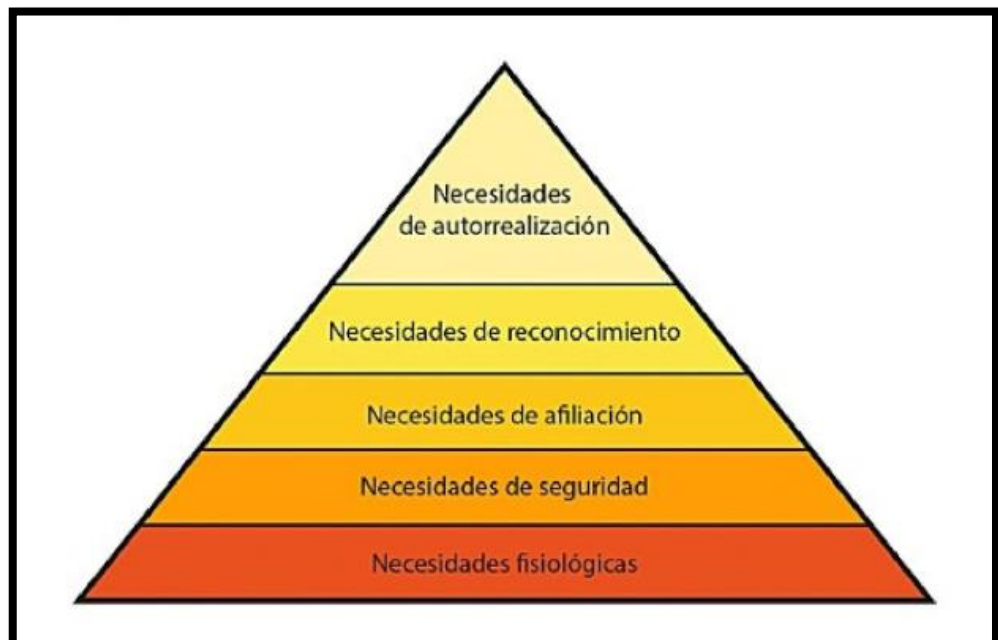 Necesidades
de autorrealización
Necesidades de reconocimiento
Necesidades de afiliación
Necesidades de seguridad
Necesidades fisiológicas